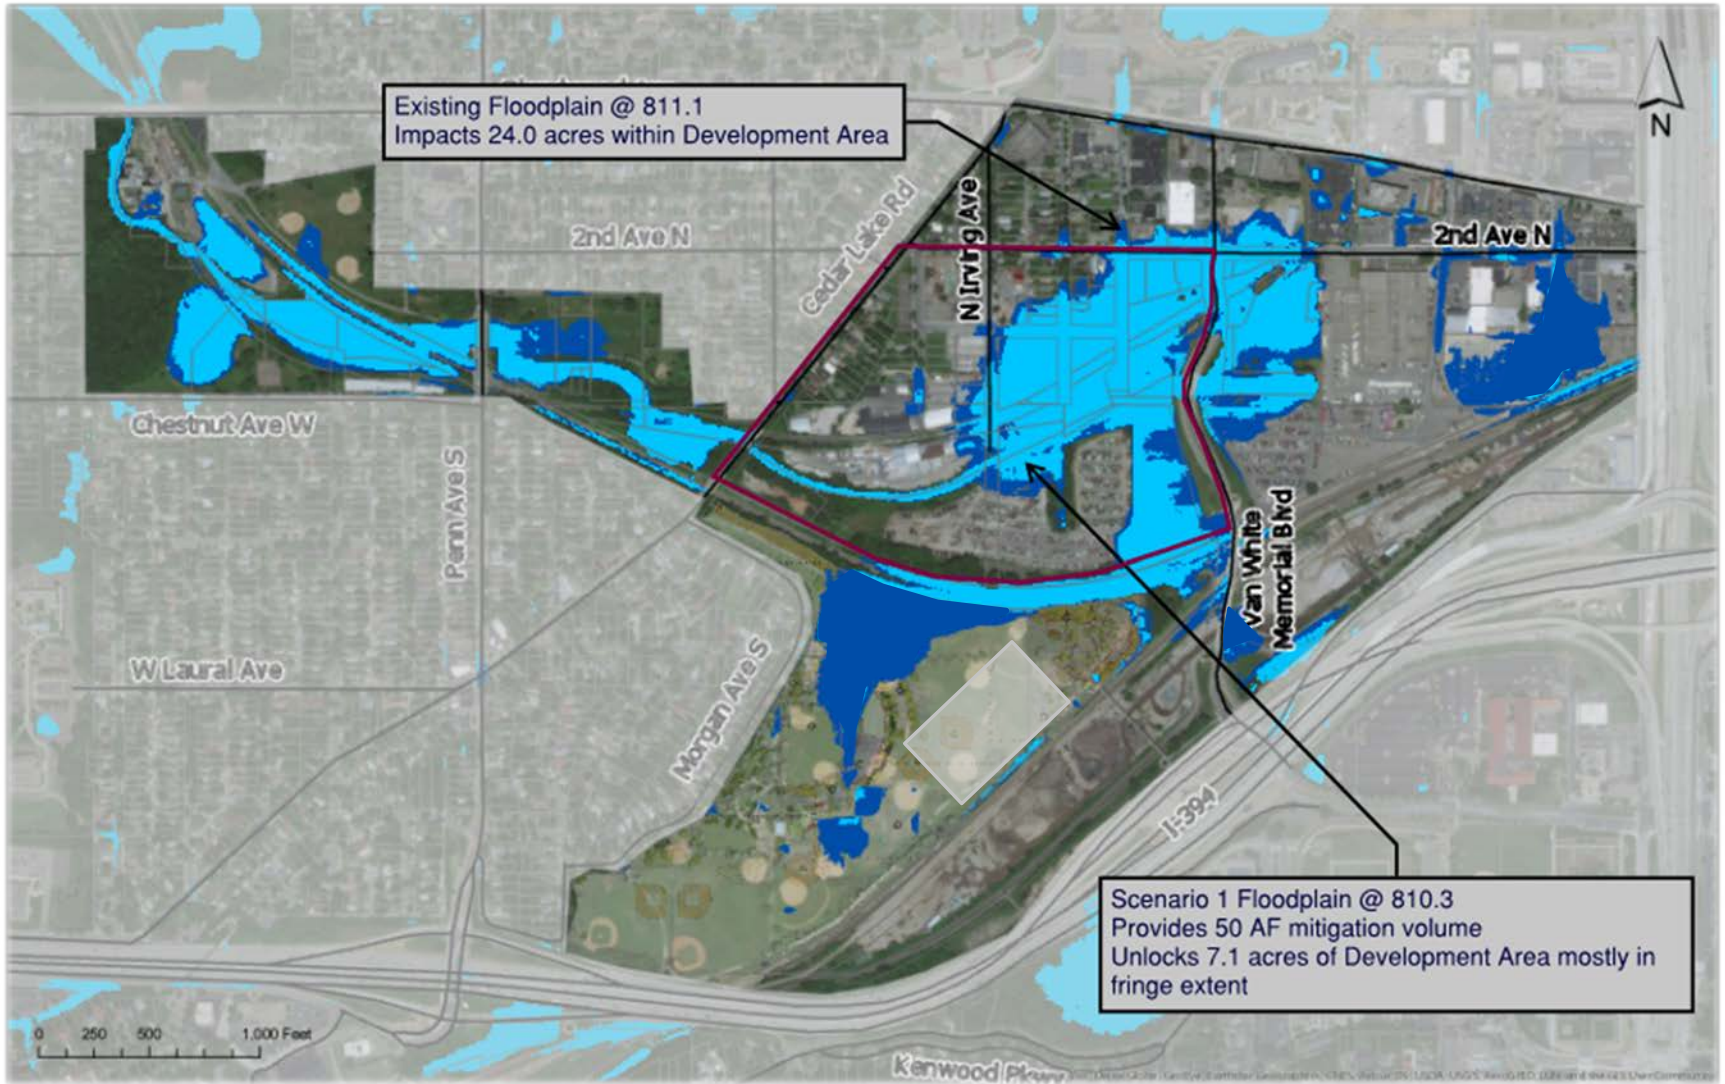 Existing Floodplain @ 811.1
Impacts 24.0 acres within Development Area
N
2nd Ave N
Cedar Lake Rd
N Irving Ave
2nd Ave N
Chestnut Ave W
Penn Ave S
Van White
Memorial Blvd
W Laural Ave
Morgan Ave S
I-394
Scenario 1 Floodplain @ 810.3
Provides 50 AF mitigation volume
Unlocks 7.1 acres of Development Area mostly in
fringe extent
0 250 500 1,000 Feet
Kenwood Pkwy